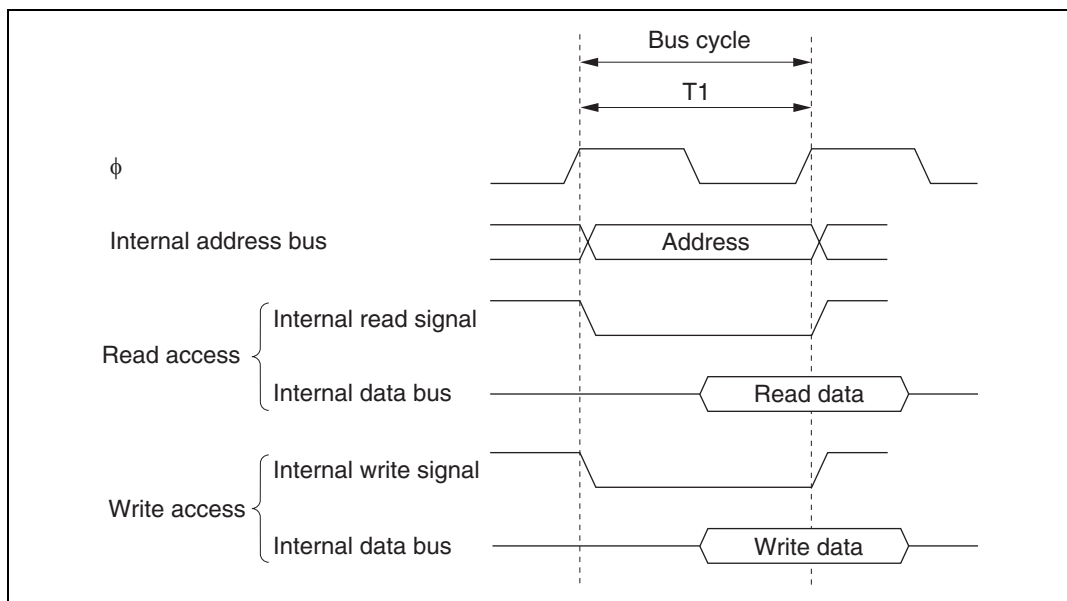 Bus cycle
T1
ϕ
Internal address bus
Address
Internal read signal
Read access
Internal data bus
Read data
Internal write signal
Write access
Internal data bus
Write data